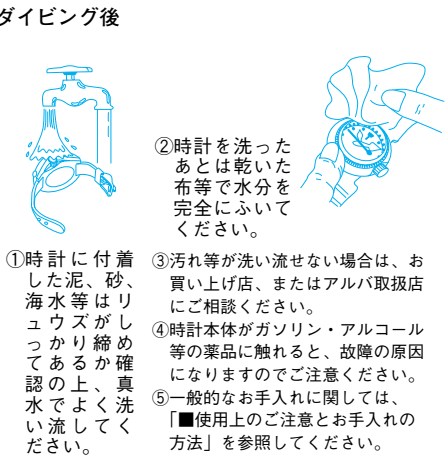 ダイビング後
①時計に付着
した泥、砂、
海水等はリ
ュウズがし
っかり締め
てあるか確
認の上、真
水でよく洗
い流してく
ださい。
②時計を洗った
あとは乾いた
布等で水分を
完全にふいて
ください。
③汚れ等が洗い流せない場合は、お
買い上げ店、またはアルバ取扱店
にご相談ください。
④時計本体がガソリン・アルコール
等の薬品に触れると、故障の原因
になりますのでご注意ください。
⑤一般的なお手入れに関しては、
「■使用上のご注意とお手入れの
方法」を参照してください。